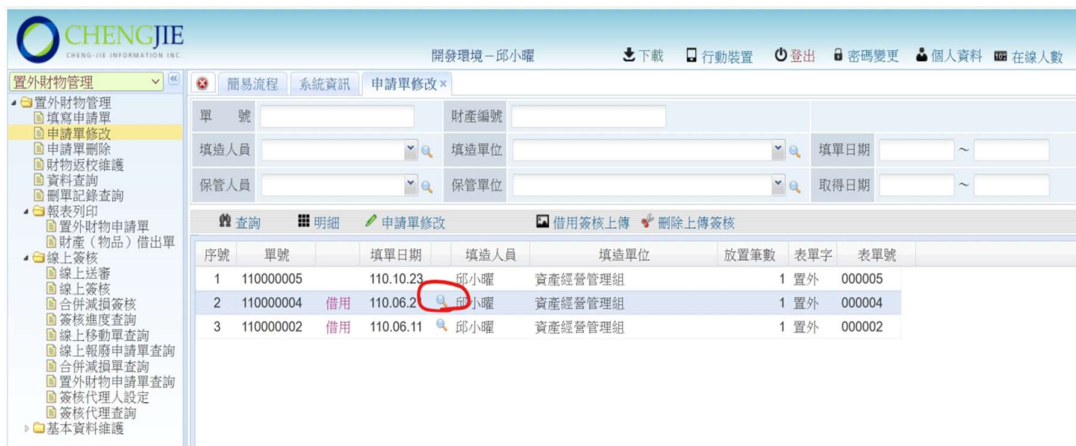 CHENGJIE
CHENG-JIE INFORMATION INC.
開發環境－邱小曜
下載 行動裝置 登出 密碼變更 個人資料 在線人數
置外財物管理
簡易流程 系統資訊 申請單修改×
置外財物管理
填寫申請單
申請單修改
申請單刪除
財物返校維護
資料查詢
刪單記錄查詢
報表列印
置外財物申請單
財產（物品）借出單
線上簽核
線上送審
線上簽核
合併減損簽核
簽核進度查詢
線上移動單查詢
線上報廢申請單查詢
合併減損單查詢
置外財物申請單查詢
簽核代理人設定
簽核代理查詢
基本資料維護
單 號 財產編號
填造人員 填造單位 填單日期 ～
保管人員 保管單位 取得日期 ～
查詢 明細 申請單修改 借用簽核上傳 刪除上傳簽核
序號 單號 填單日期 填造人員 填造單位 放置筆數 表單字 表單號
1 110000005 110.10.23 邱小曜 資產經營管理組 1 置外 000005
2 110000004 借用 110.06.2 邱小曜 資產經營管理組 1 置外 000004
3 110000002 借用 110.06.11 邱小曜 資產經營管理組 1 置外 000002